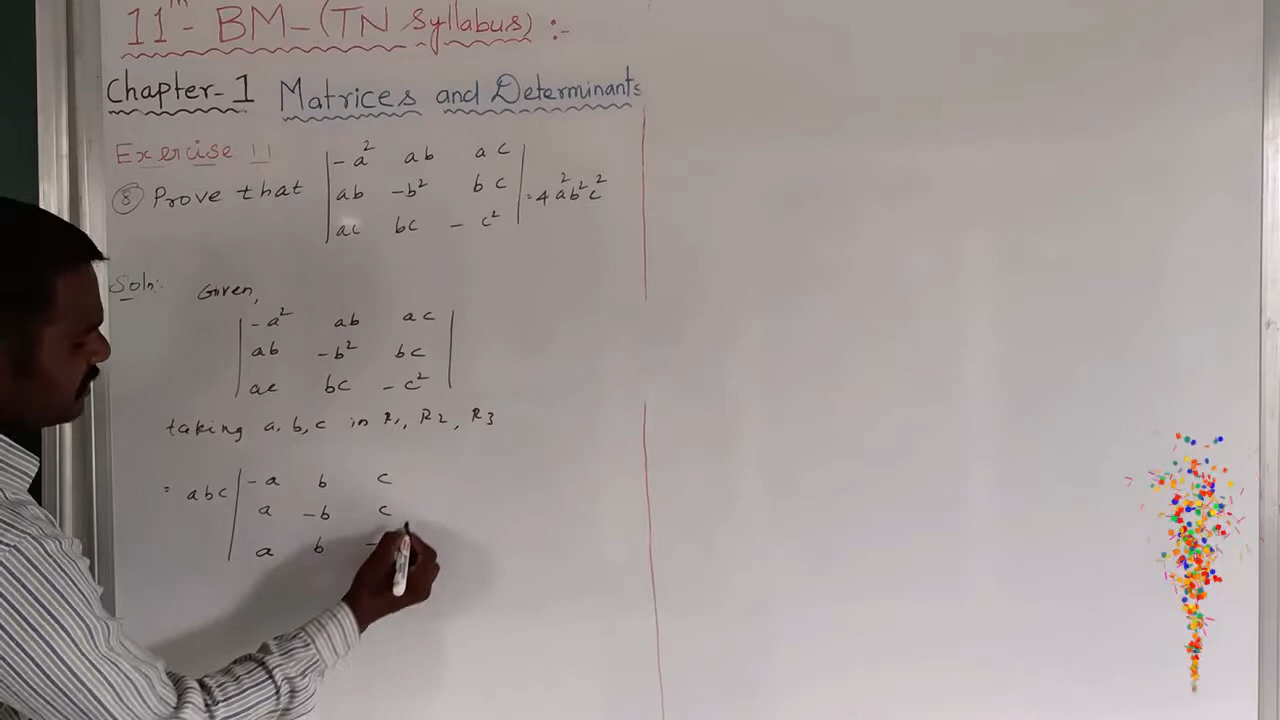 11th - BM - (TN Syllabus) :-
Chapter - 1 Matrices and Determinants
Exercise 1.1
⑧ Prove that | -a² ab ac |
| ab -b² bc | = 4a²b²c²
| ac bc -c² |
Soln: Given,
| -a² ab ac |
| ab -b² bc |
| ac bc -c² |
taking a, b, c in R1, R2, R3
= abc | -a b c
a -b c
a b -